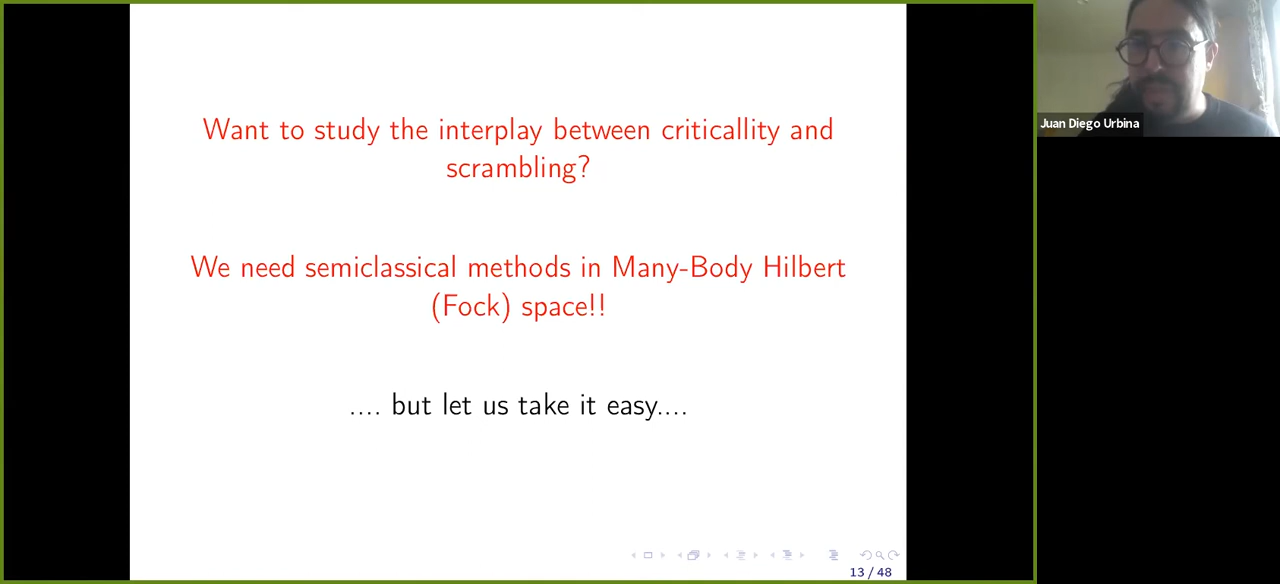 Want to study the interplay between criticallity and
scrambling?
We need semiclassical methods in Many-Body Hilbert
(Fock) space!!
.... but let us take it easy....
13 / 48
Juan Diego Urbina